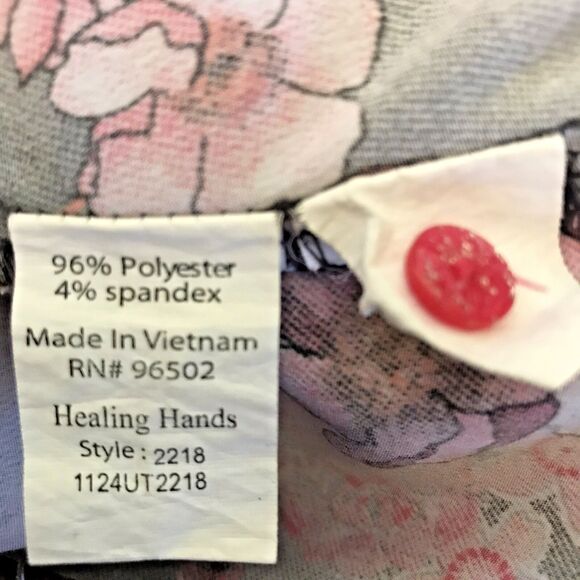 96% Polyester
4% spandex
Made In Vietnam
RN# 96502
Healing Hands
Style : 2218
1124UT2218